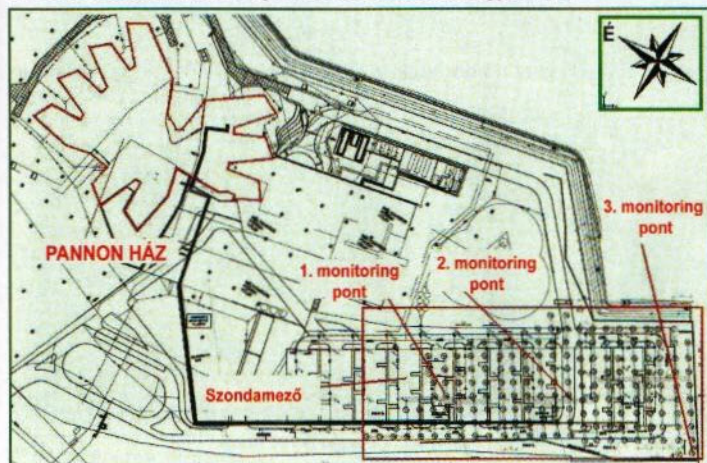 É
PANNON HÁZ
1. monitoring
pont
2. monitoring
pont
3. monitoring
pont
Szondamező